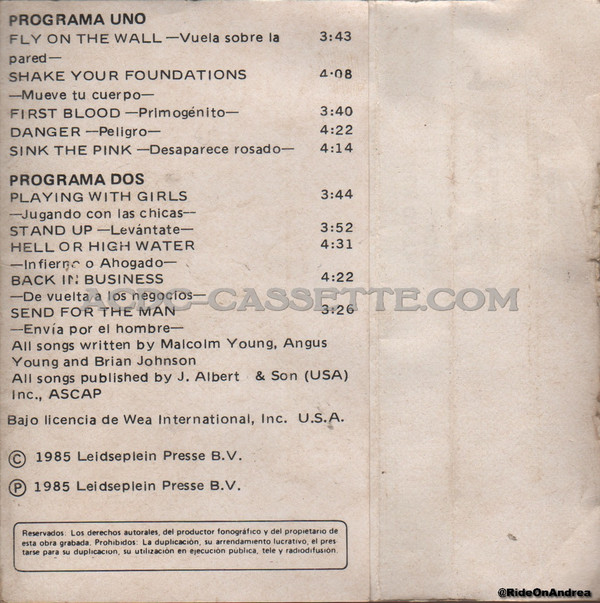 PROGRAMA UNO
FLY ON THE WALL —Vuela sobre la 3:43
pared—
SHAKE YOUR FOUNDATIONS 4:08
—Mueve tu cuerpo—
FIRST BLOOD —Primogénito— 3:40
DANGER —Peligro— 4:22
SINK THE PINK —Desaparece rosado— 4:14
PROGRAMA DOS
PLAYING WITH GIRLS 3:44
—Jugando con las chicas—
STAND UP —Levántate— 3:52
HELL OR HIGH WATER 4:31
—Infierno o Ahogado—
BACK IN BUSINESS 4:22
—De vuelta a los negocios—
ACDC-CASSETTE.COM
SEND FOR THE MAN 3:26
—Envía por el hombre—
All songs written by Malcolm Young, Angus
Young and Brian Johnson
All songs published by J. Albert & Son (USA)
Inc., ASCAP
Bajo licencia de Wea International, Inc. U.S.A.
© 1985 Leidseplein Presse B.V.
℗ 1985 Leidseplein Presse B.V.
Reservados: Los derechos autorales, del productor fonográfico y del propietario de
esta obra grabada. Prohibidos: La duplicación, su arrendamiento lucrativo, el pres-
tarse para su duplicacion, su utilización en ejecución pública, tele y radiodifusión.
@RideOnAndrea